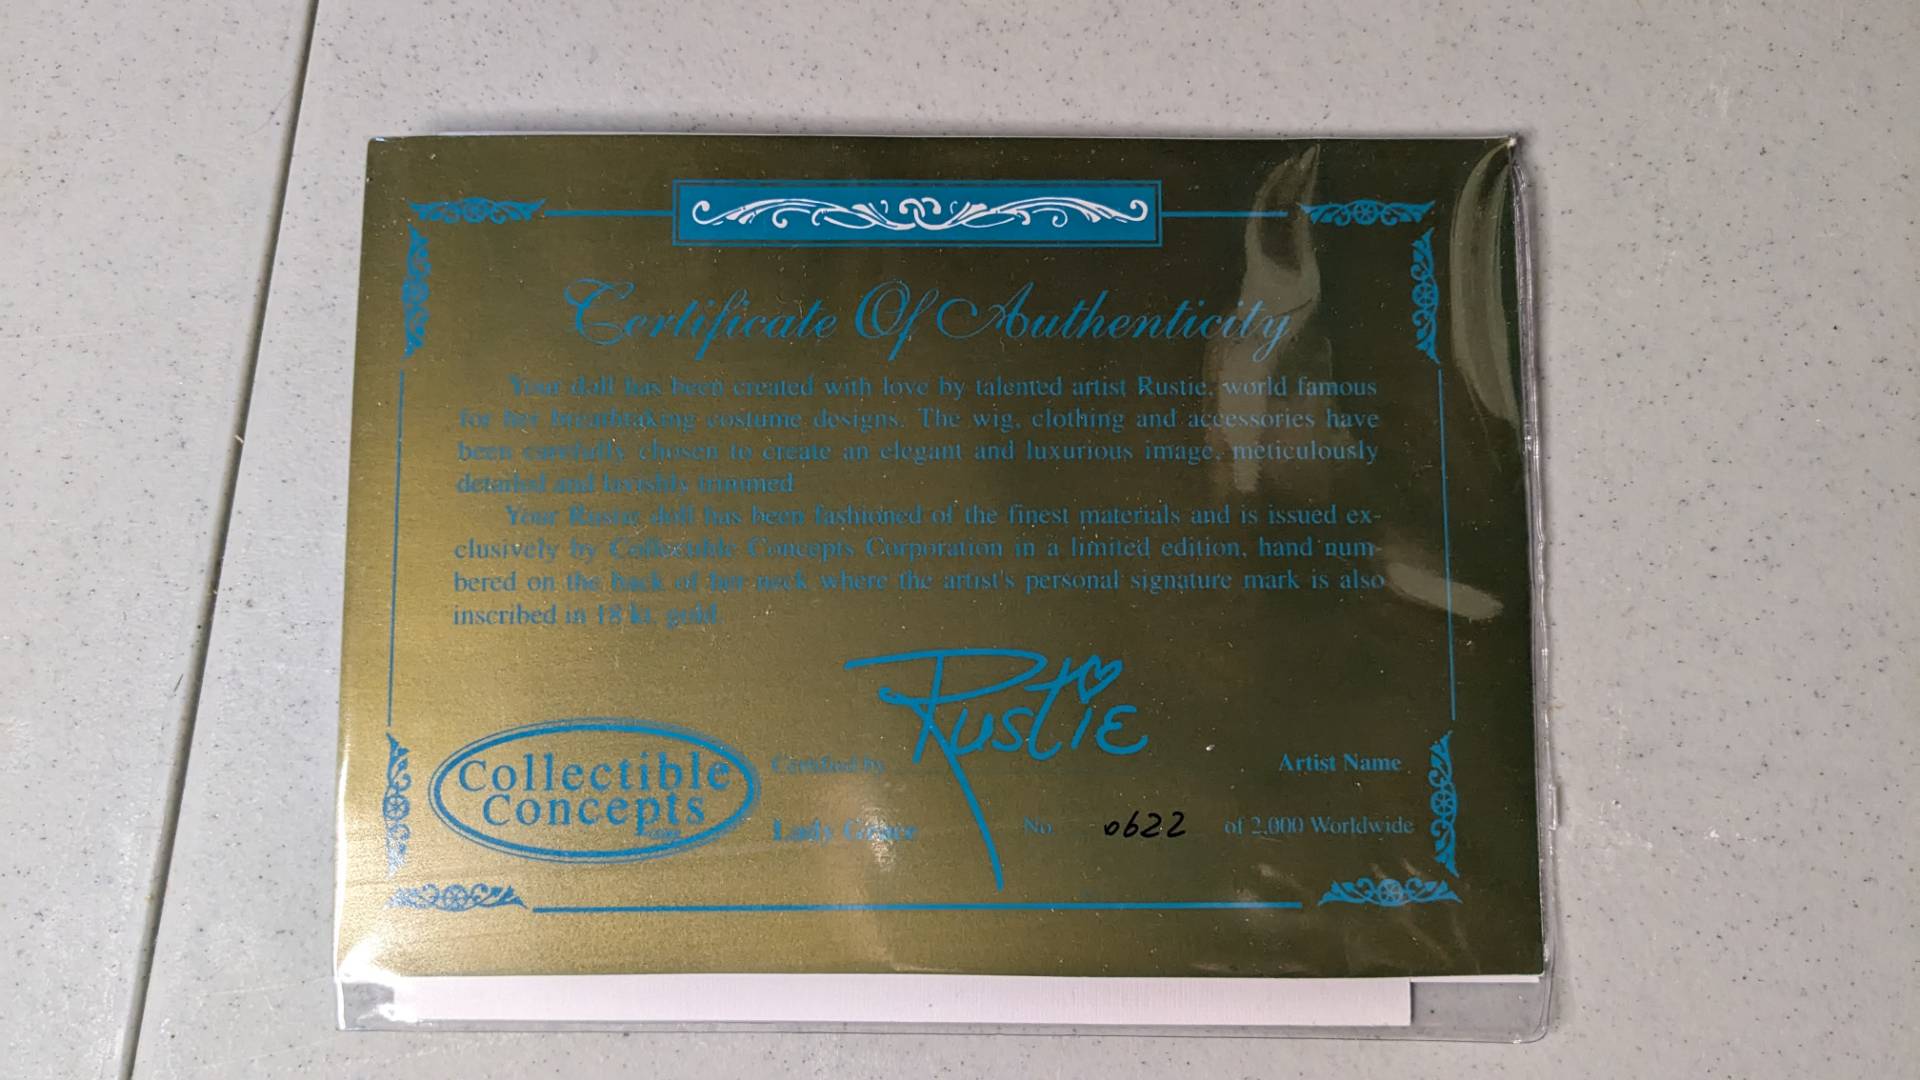 Certificate Of Authenticity
Your doll has been created with love by talented artist Rustie, world famous
for her breathtaking costume designs. The wig, clothing and accessories have
been carefully chosen to create an elegant and luxurious image, meticulously
detailed and lavishly trimmed
Your Rustie doll has been fashioned of the finest materials and is issued ex-
clusively by Collectible Concepts Corporation in a limited edition, hand num-
bered on the back of her neck where the artist's personal signature mark is also
inscribed in 18 kt. gold.
Rustie
Collectible
Concepts
Certified by
Artist Name
Lady Grace
No. 0622 of 2,000 Worldwide